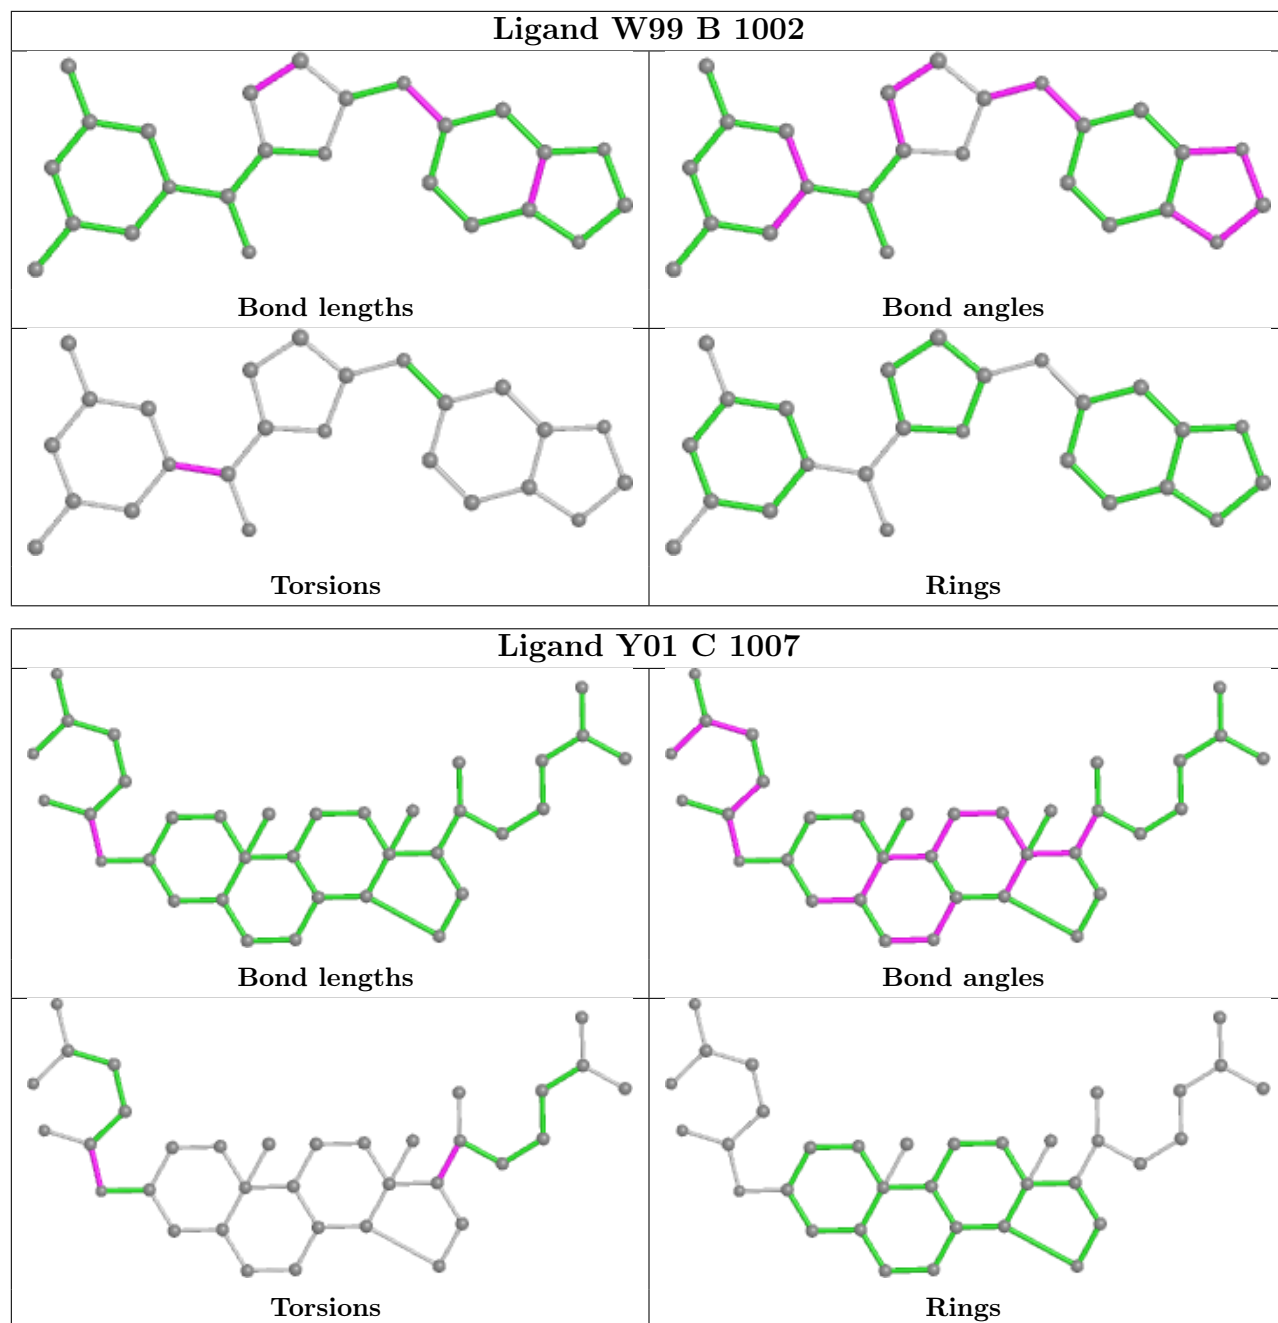 Ligand W99 B 1002
Bond lengths
Bond angles
Torsions
Rings
Ligand Y01 C 1007
Bond lengths
Bond angles
Torsions
Rings